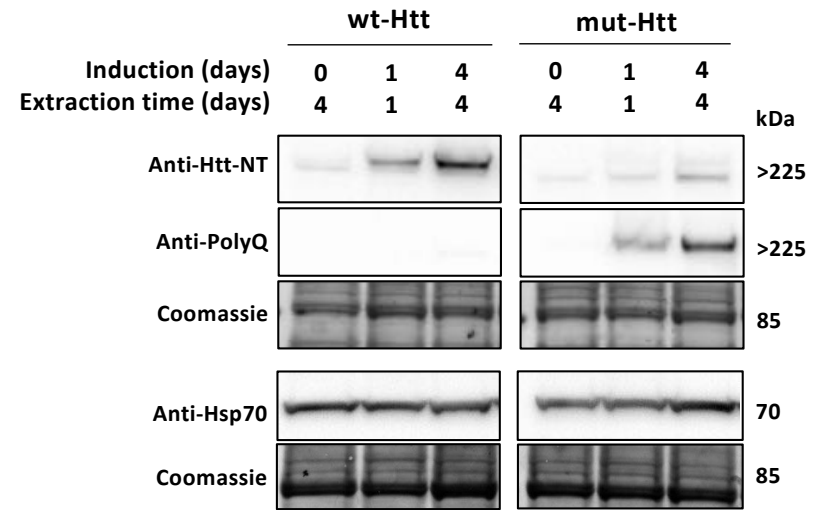 wt-Htt mut-Htt
Induction (days) 0 1 4 0 1 4
Extraction time (days) 4 1 4 4 1 4
kDa
Anti-Htt-NT >225
Anti-PolyQ >225
Coomassie 85
Anti-Hsp70 70
Coomassie 85